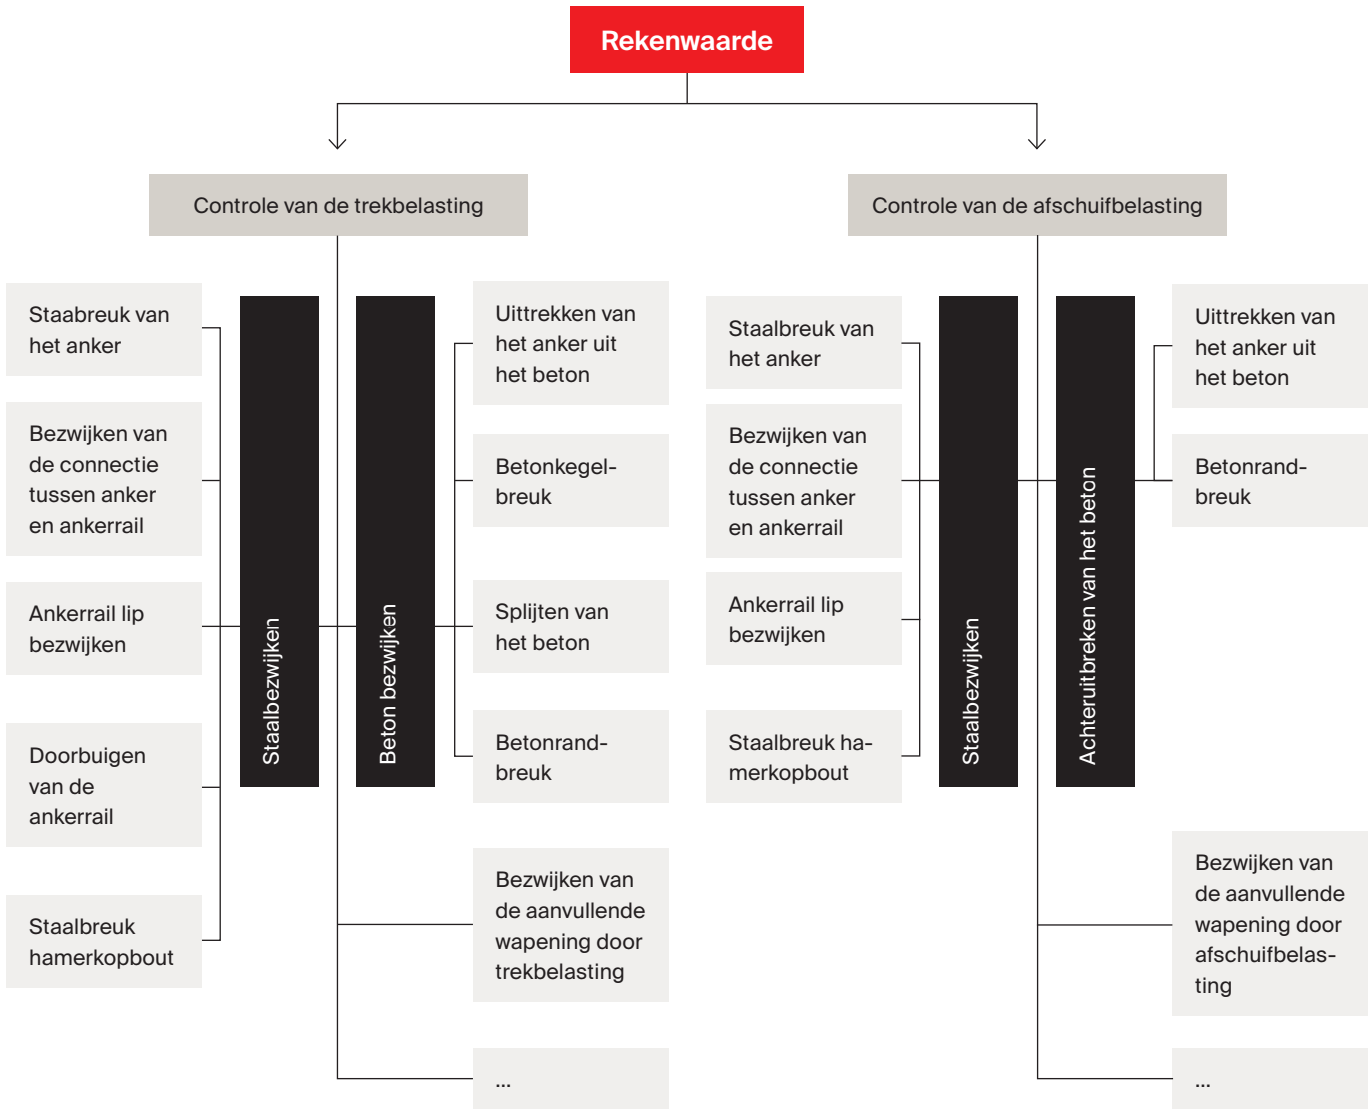 Rekenwaarde
Controle van de trekbelasting
Staabreuk van
het anker
Bezwijken van
de connectie
tussen anker
en ankerrail
Ankerrail lip
bezwijken
Doorbuigen
van de
ankerrail
Staalbreuk
hamerkopbout
Staalbezwijken
Beton bezwijken
Uittrekken van
het anker uit
het beton
Betonkegel-
breuk
Splijten van
het beton
Betonrand-
breuk
Bezwijken van
de aanvullende
wapening door
trekbelasting
...
Controle van de afschuifbelasting
Staalbreuk van
het anker
Bezwijken van
de connectie
tussen anker
en ankerrail
Ankerrail lip
bezwijken
Staalbreuk ha-
merkopbout
Staalbezwijken
Achteruitbreken van het beton
Uittrekken van
het anker uit
het beton
Betonrand-
breuk
Bezwijken van
de aanvullende
wapening door
afschuifbelas-
ting
...